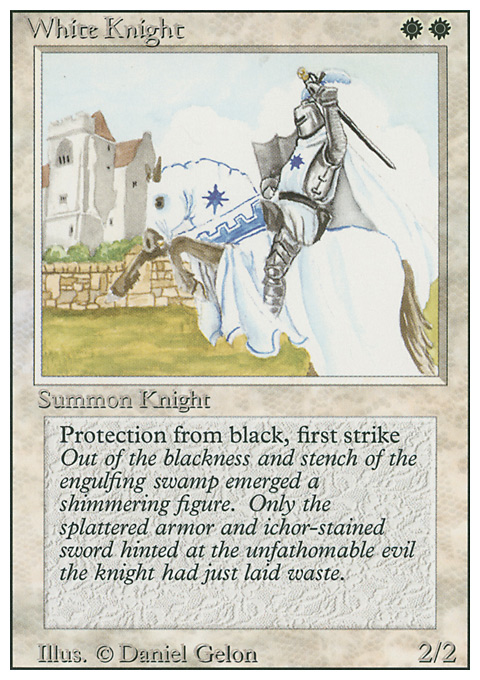 White Knight
Summon Knight
Protection from black, first strike
Out of the blackness and stench of the
engulfing swamp emerged a
shimmering figure. Only the
splattered armor and ichor-stained
sword hinted at the unfathomable evil
the knight had just laid waste.
Illus. © Daniel Gelon
2/2